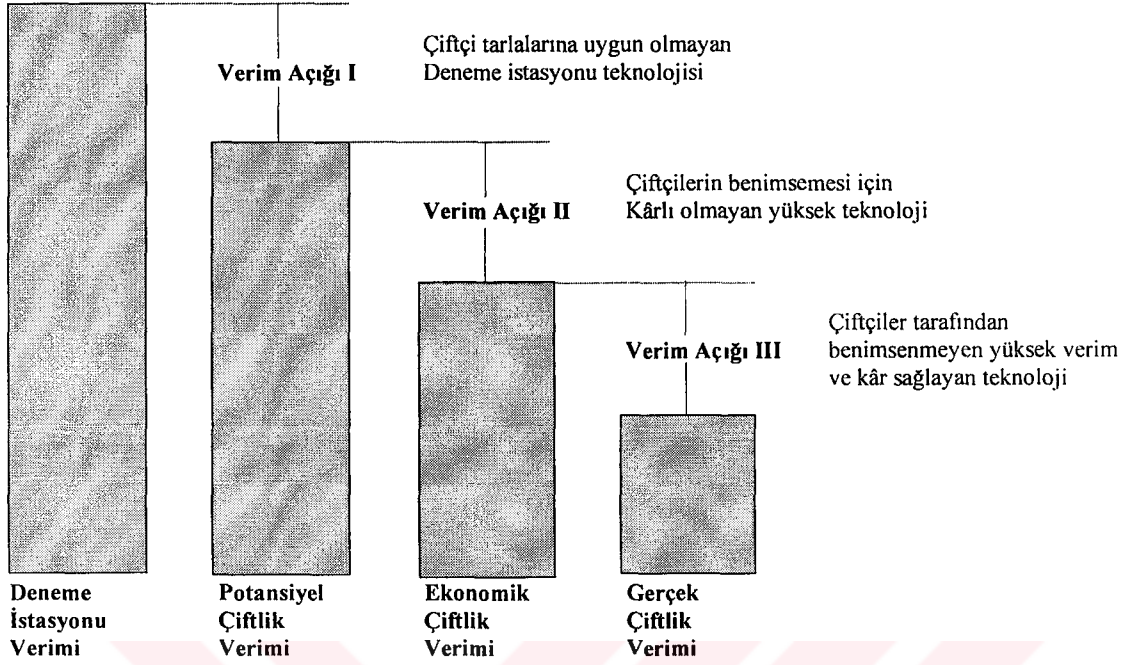 Verim Açığı I
Çiftçi tarlalarına uygun olmayan
Deneme istasyonu teknolojisi
Verim Açığı II
Çiftçilerin benimsemesi için
Kârlı olmayan yüksek teknoloji
Verim Açığı III
Çiftçiler tarafından
benimsenmeyen yüksek verim
ve kâr sağlayan teknoloji
Deneme
İstasyonu
Verimi
Potansiyel
Çiftlik
Verimi
Ekonomik
Çiftlik
Verimi
Gerçek
Çiftlik
Verimi